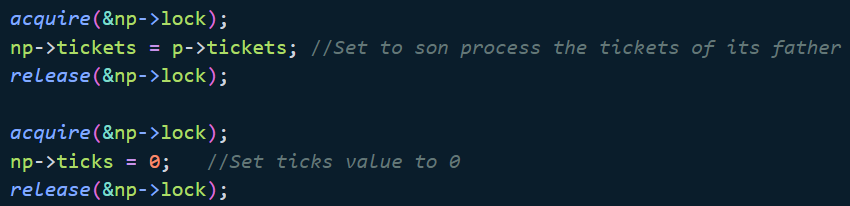 acquire(&np->lock);
np->tickets = p->tickets; //Set to son process the tickets of its father
release(&np->lock);

acquire(&np->lock);
np->ticks = 0;   //Set ticks value to 0
release(&np->lock);